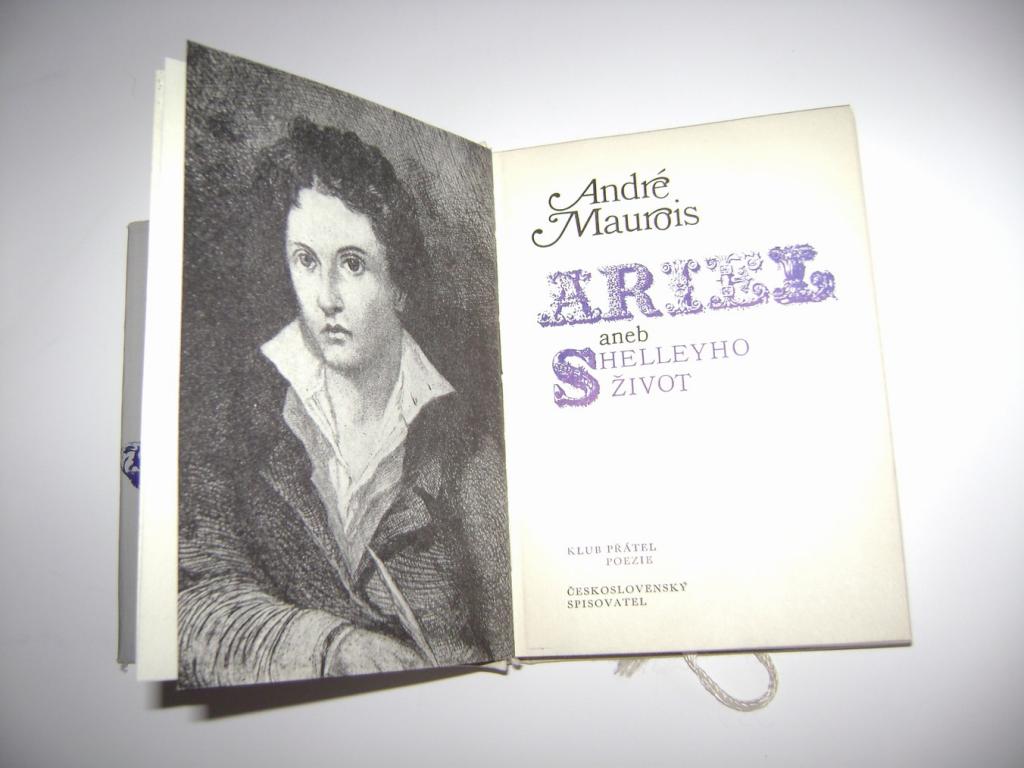 André
Maurois
ARIEL
aneb
SHELLEYHO
ŽIVOT
KLUB PŘÁTEL
POEZIE
ČESKOSLOVENSKÝ
SPISOVATEL